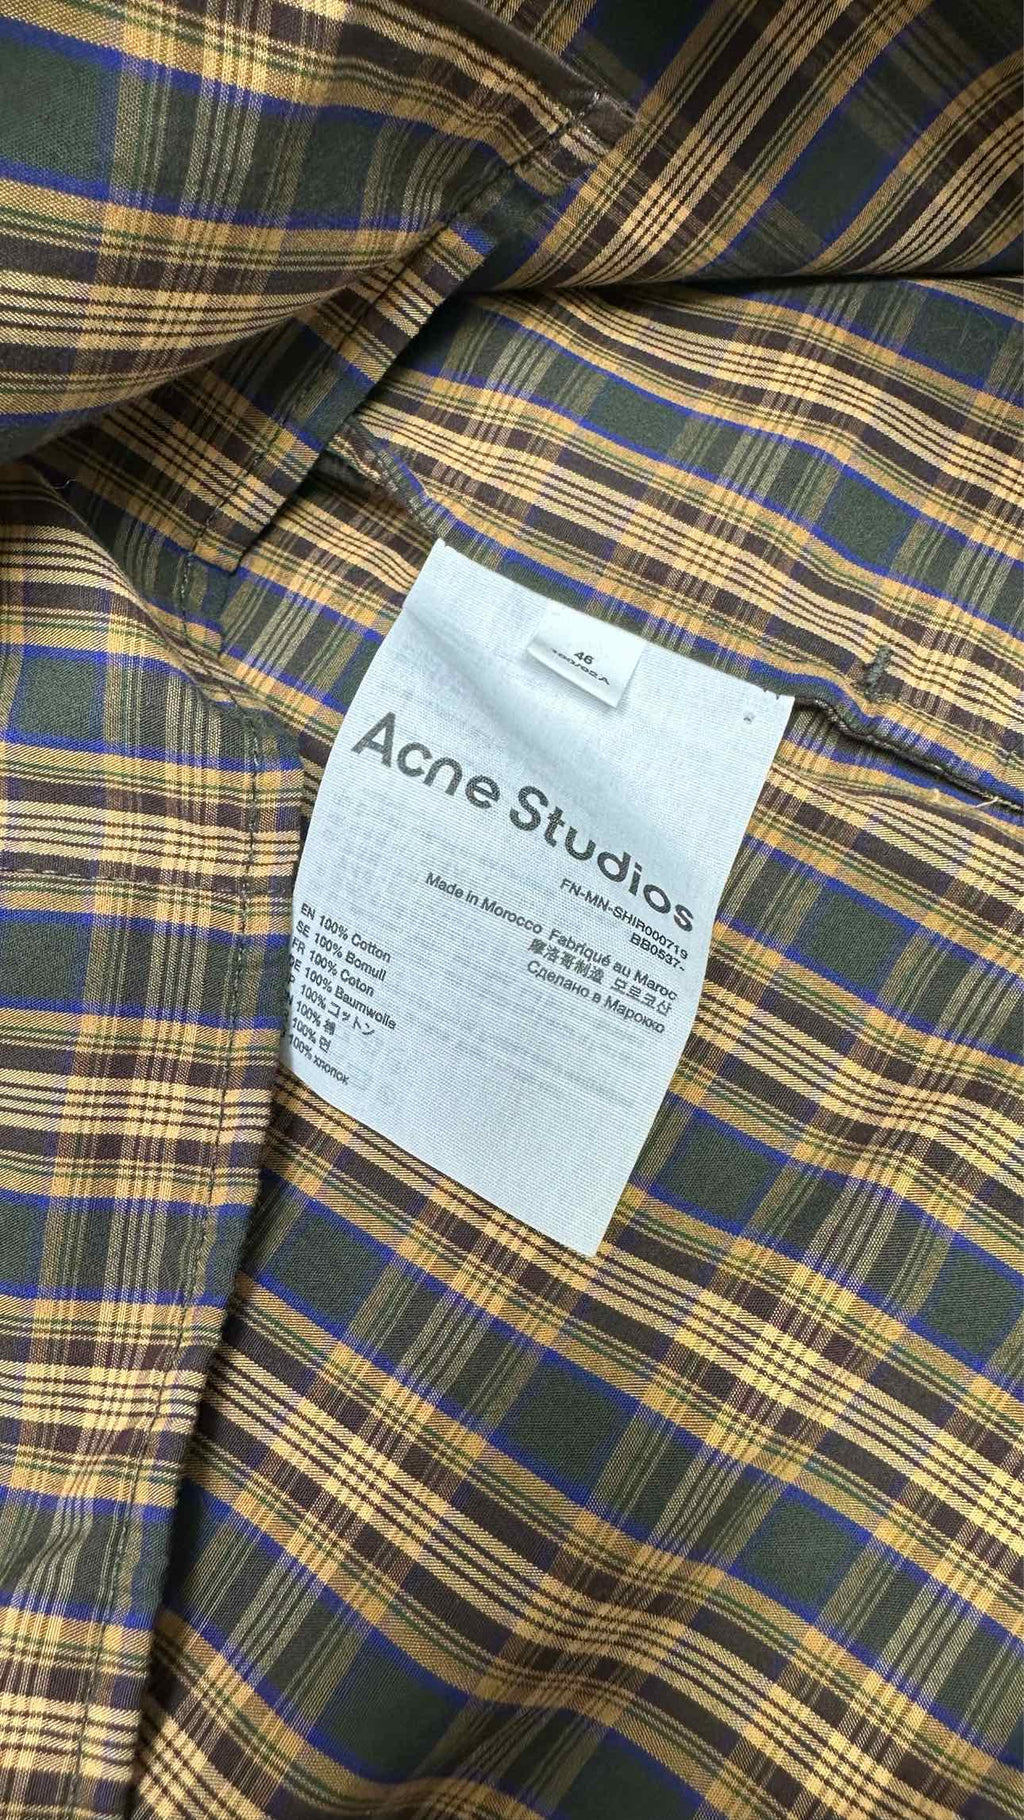 46
Acne Studios
FN-MN-SHIR000719
BB0537-
Made in Morocco Fabriqué au Maroc
摩洛哥制造 모로코산
Сделано в Марокко
EN 100% Cotton
SE 100% Bomull
FR 100% Coton
DE 100% Baumwolle
100% コットン
100% 棉
100% 면
100% хлопок